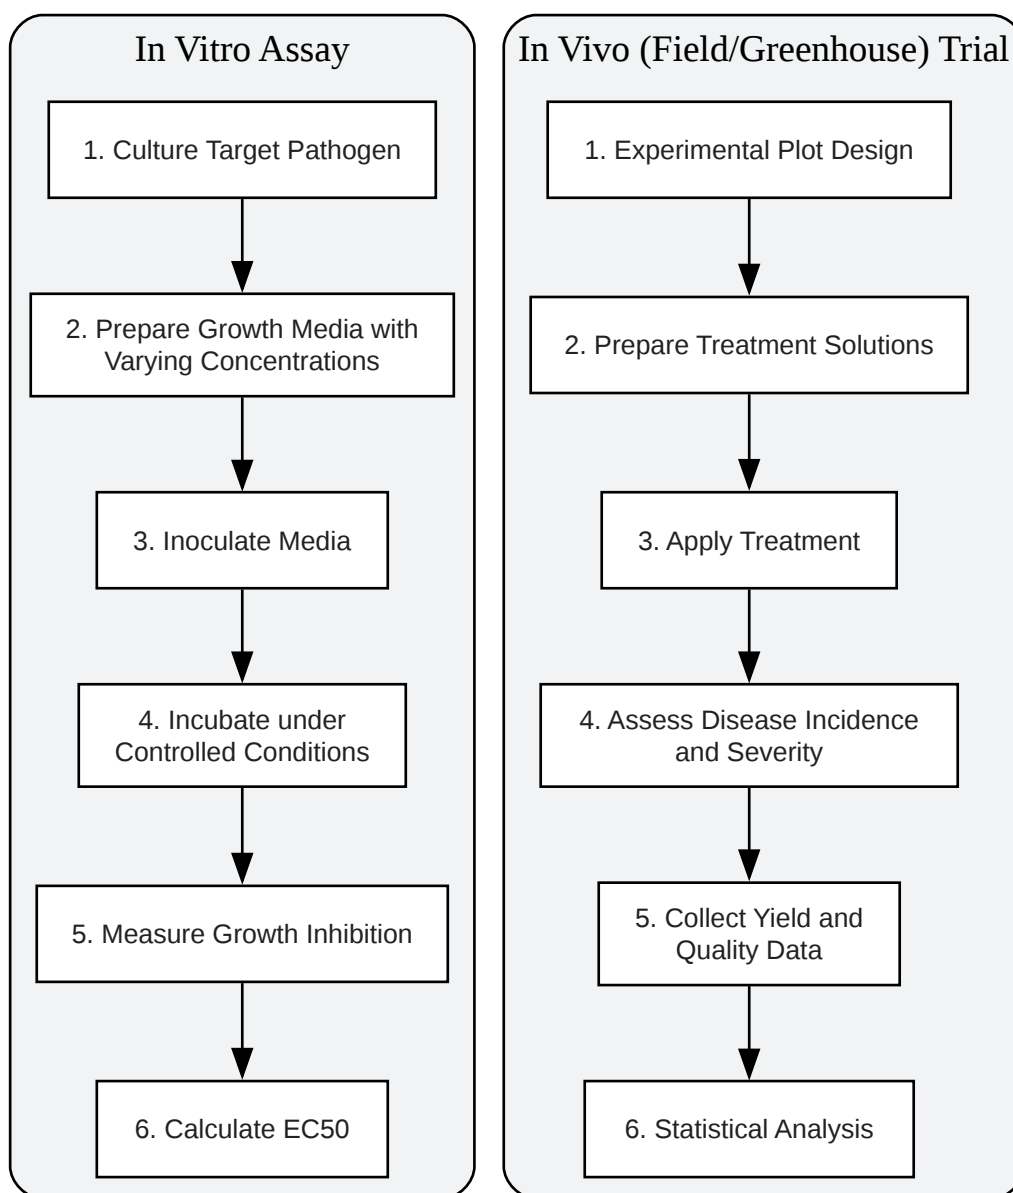 In Vitro Assay
1. Culture Target Pathogen
2. Prepare Growth Media with
Varying Concentrations
3. Inoculate Media
4. Incubate under
Controlled Conditions
5. Measure Growth Inhibition
6. Calculate EC50
In Vivo (Field/Greenhouse) Trial
1. Experimental Plot Design
2. Prepare Treatment Solutions
3. Apply Treatment
4. Assess Disease Incidence
and Severity
5. Collect Yield and
Quality Data
6. Statistical Analysis